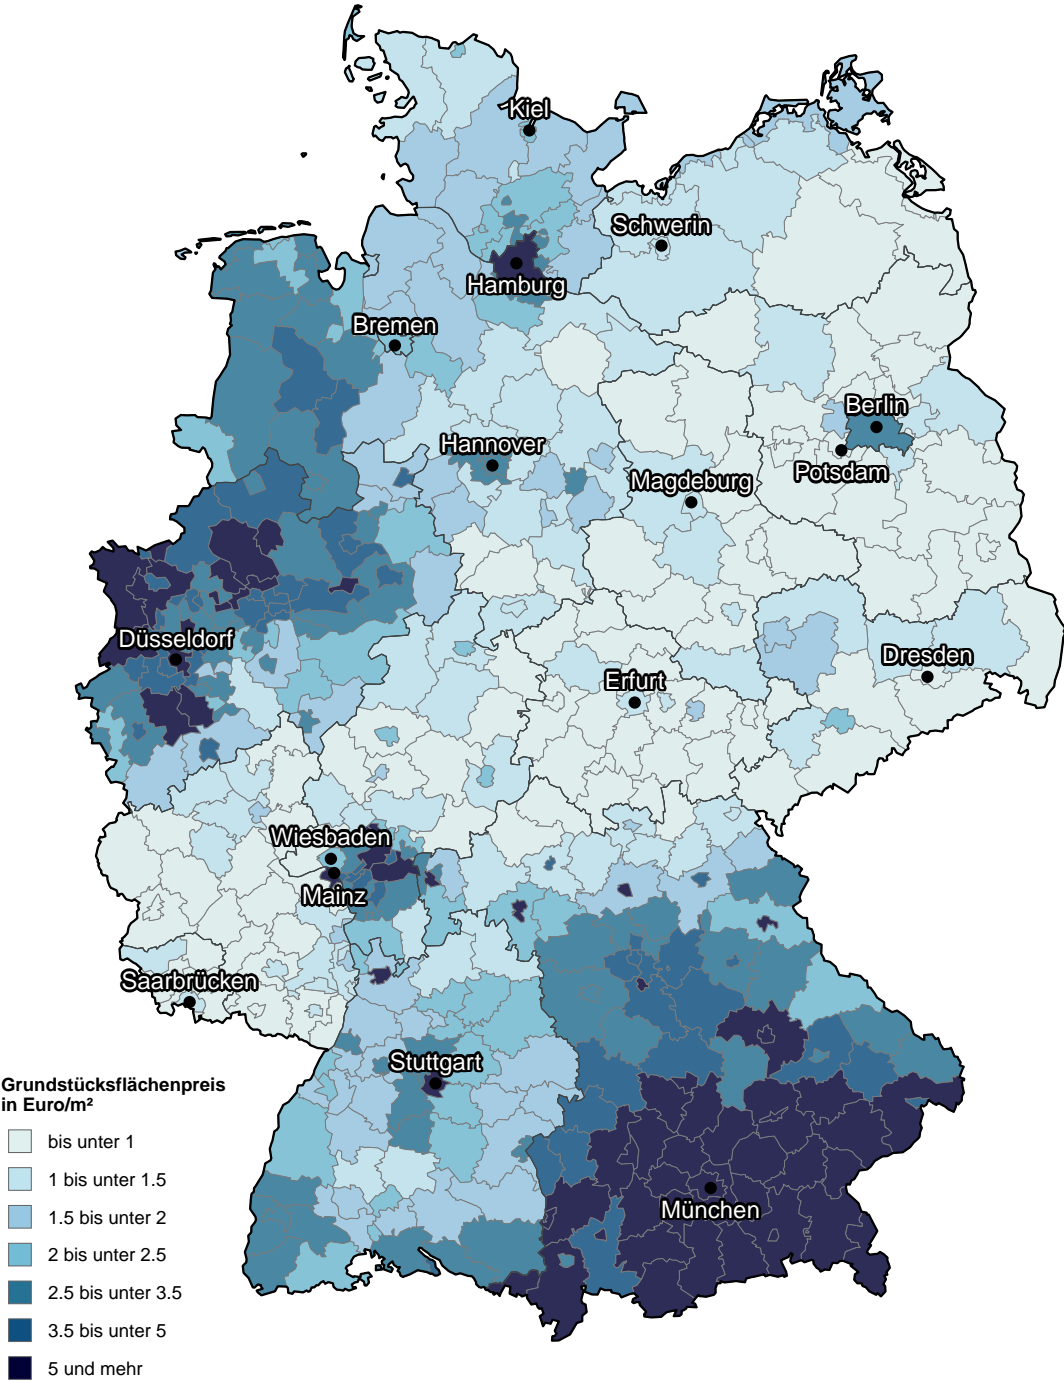 Kiel
Schwerin
Hamburg
Bremen
Berlin
Hannover
Potsdam
Magdeburg
Düsseldorf
Dresden
Erfurt
Wiesbaden
Mainz
Saarbrücken
Stuttgart
München
Grundstücksflächenpreis
in Euro/m²
bis unter 1
1 bis unter 1.5
1.5 bis unter 2
2 bis unter 2.5
2.5 bis unter 3.5
3.5 bis unter 5
5 und mehr